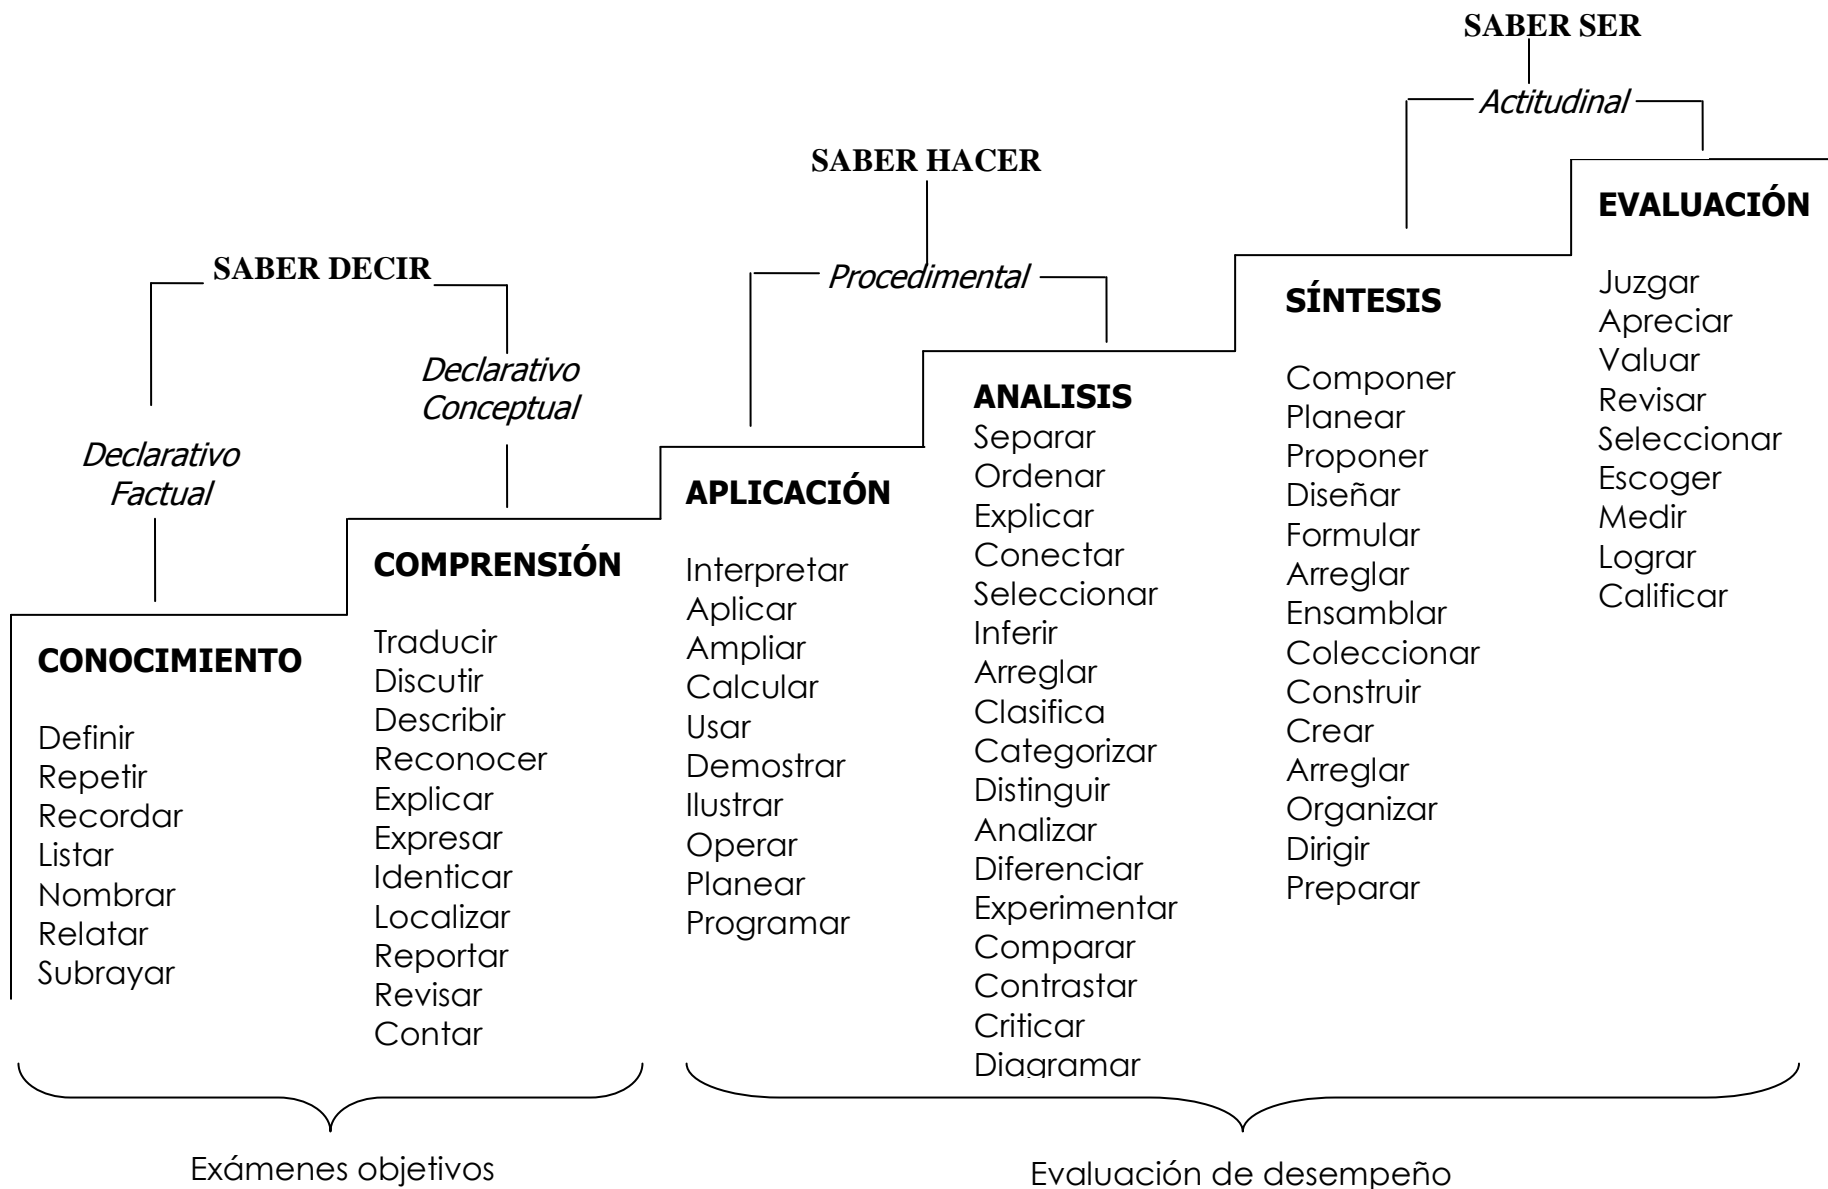 SABER SER
Actitudinal
SABER HACER
Procedimental
SABER DECIR
Declarativo
Conceptual
Declarativo
Factual
CONOCIMIENTO
Definir
Repetir
Recordar
Listar
Nombrar
Relatar
Subrayar
COMPRENSIÓN
Traducir
Discutir
Describir
Reconocer
Explicar
Expresar
Identicar
Localizar
Reportar
Revisar
Contar
APLICACIÓN
Interpretar
Aplicar
Ampliar
Calcular
Usar
Demostrar
Ilustrar
Operar
Planear
Programar
ANALISIS
Separar
Ordenar
Explicar
Conectar
Seleccionar
Inferir
Arreglar
Clasifica
Categorizar
Distinguir
Analizar
Diferenciar
Experimentar
Comparar
Contrastar
Criticar
Diagramar
SÍNTESIS
Componer
Planear
Proponer
Diseñar
Formular
Arreglar
Ensamblar
Coleccionar
Construir
Crear
Arreglar
Organizar
Dirigir
Preparar
EVALUACIÓN
Juzgar
Apreciar
Valuar
Revisar
Seleccionar
Escoger
Medir
Lograr
Calificar
Exámenes objetivos
Evaluación de desempeño